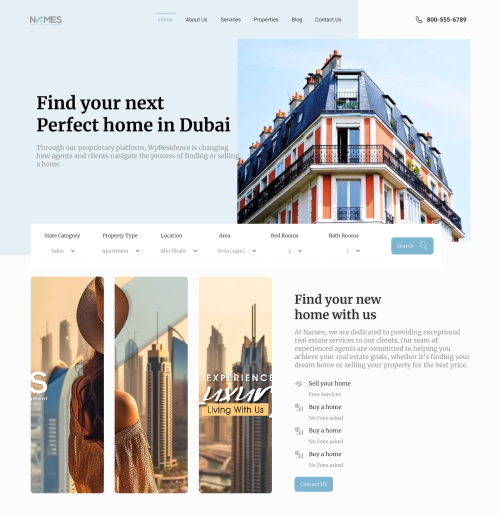 NAMES
Home About Us Services Properties Blog Contact Us
800-555-6789
Find your next
Perfect home in Dubai
Through our proprietary platform, WpResidence is changing
how agents and clients navigate the process of finding or selling
a home.
State Category Property Type Location Area Bed Rooms Bath Rooms
Sales Apartment Abu Dhabi Area (sqm) 3 2
Search
S
ment
EXPERIENCE
Luxur
Living With Us
Find your new
home with us
At Names, we are dedicated to providing exceptional
real estate services to our clients. Our team of
experienced agents are committed to helping you
achieve your real estate goals, whether it's finding your
dream home or selling your property for the best price.
Sell your home
Free Services
Buy a home
No Fees asked
Buy a home
No Fees asked
Buy a home
No Fees asked
Contact US